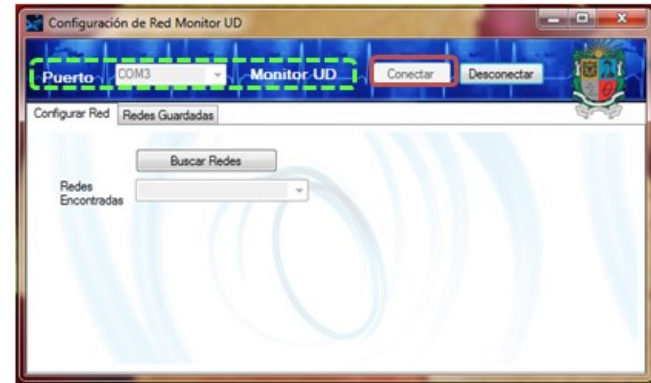 Configuración de Red Monitor UD
Puerto COM3 Monitor UD Conectar Desconectar
Configurar Red Redes Guardadas
Buscar Redes
Redes
Encontradas